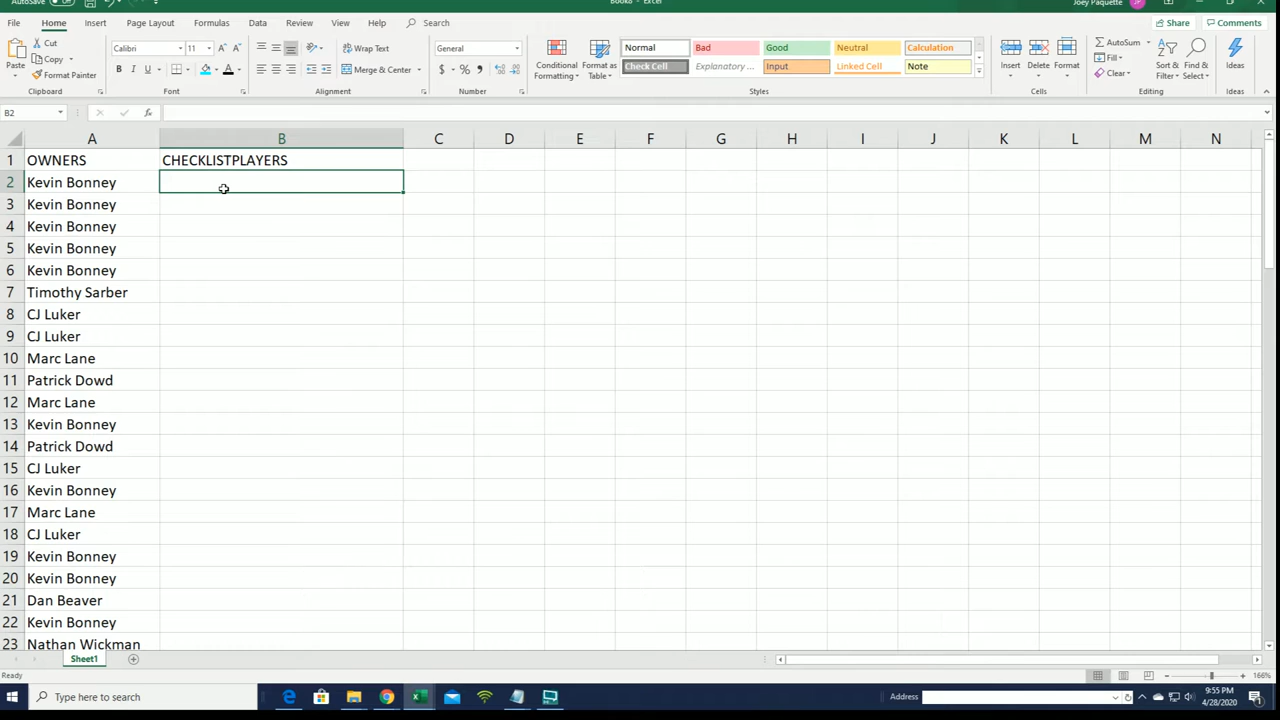 AutoSave Off Book8 - Excel Joey Paquette JP
File Home Insert Page Layout Formulas Data Review View Help Search Share Comments
Cut Calibri 11 Wrap Text General Normal Bad Good Neutral Calculation AutoSum
Paste Copy Conditional Formatting Format as Table Insert Delete Format Fill Sort & Filter Find & Select Ideas
Format Painter B I U Merge & Center $ % Check Cell Explanatory ... Input Linked Cell Note Clear
Clipboard Font Alignment Number Styles Cells Editing Ideas
B2 fx
A B C D E F G H I J K L M N
1 OWNERS CHECKLISTPLAYERS
2 Kevin Bonney
3 Kevin Bonney
4 Kevin Bonney
5 Kevin Bonney
6 Kevin Bonney
7 Timothy Sarber
8 CJ Luker
9 CJ Luker
10 Marc Lane
11 Patrick Dowd
12 Marc Lane
13 Kevin Bonney
14 Patrick Dowd
15 CJ Luker
16 Kevin Bonney
17 Marc Lane
18 CJ Luker
19 Kevin Bonney
20 Kevin Bonney
21 Dan Beaver
22 Kevin Bonney
23 Nathan Wickman
Sheet1
Ready 166%
Type here to search Address 9:55 PM
4/28/2020